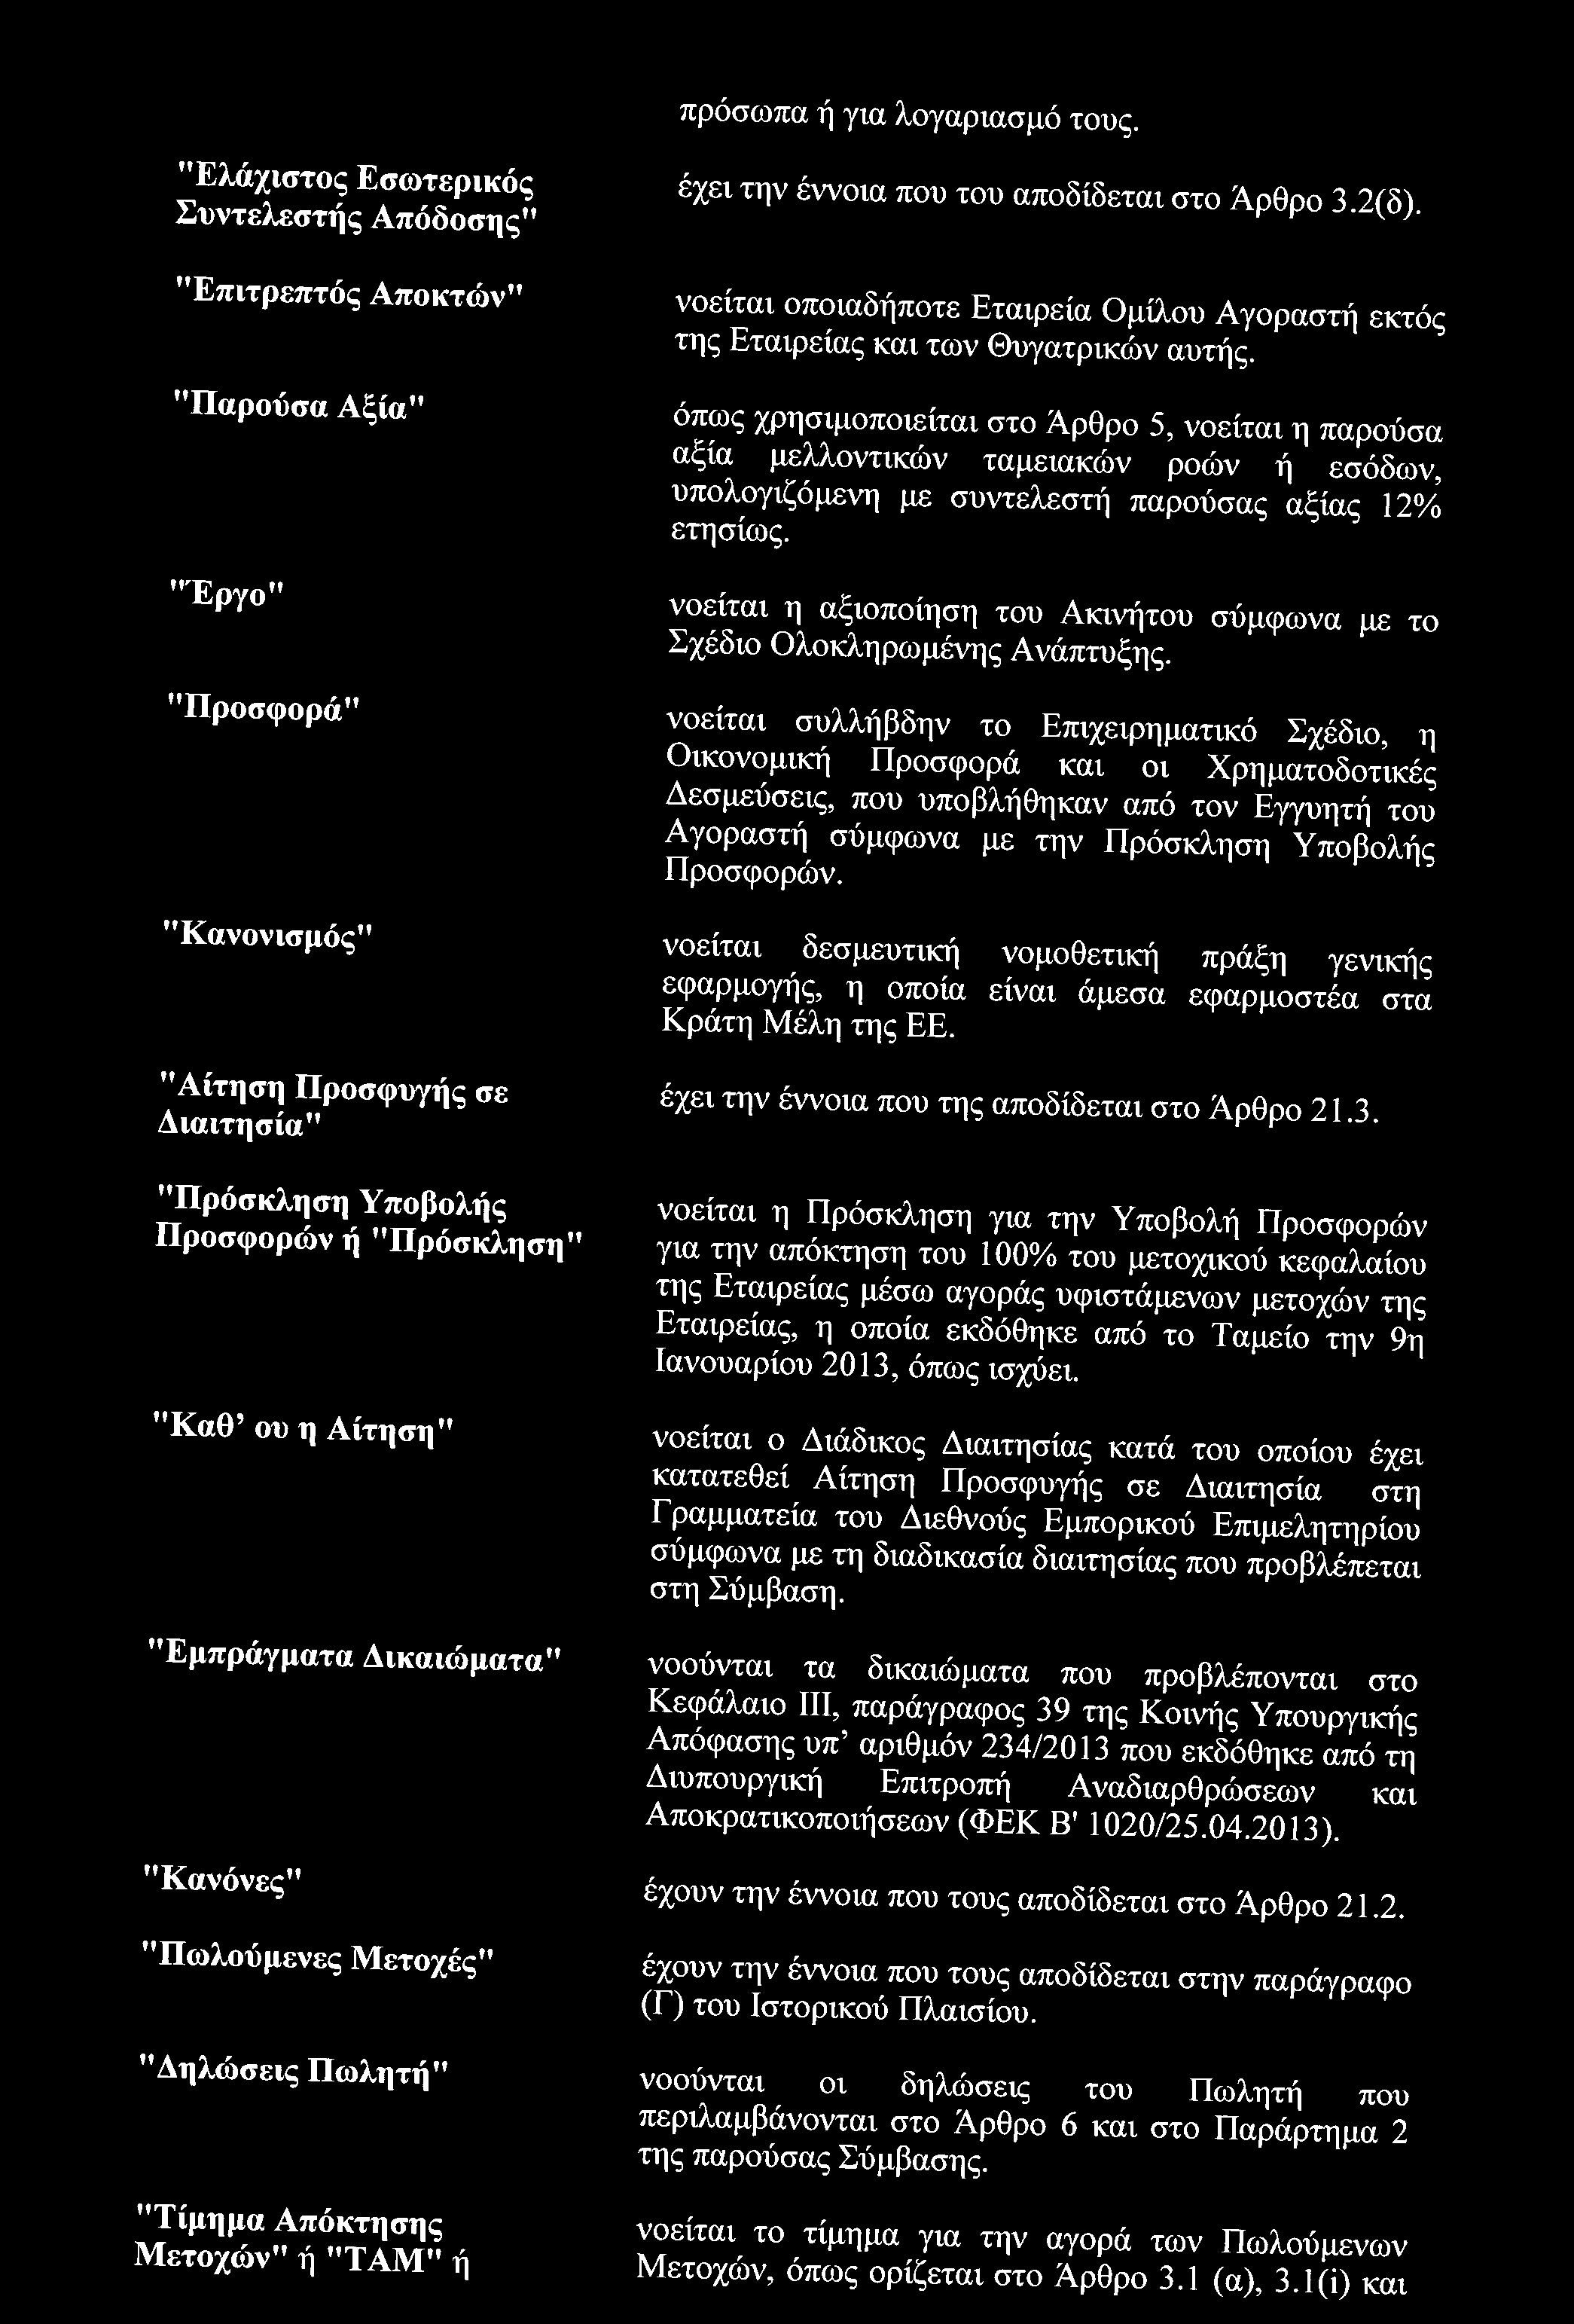 πρόσωπα ή για λογαριασμό τους.
"Ελάχιστος Εσωτερικός
Συντελεστής Απόδοσης"
έχει την έννοια που του αποδίδεται στο Άρθρο 3.2(δ).
"Επιτρεπτός Αποκτών"
νοείται οποιαδήποτε Εταιρεία Ομίλου Αγοραστή εκτός
της Εταιρείας και των Θυγατρικών αυτής.
"Παρούσα Αξία"
όπως χρησιμοποιείται στο Άρθρο 5, νοείται η παρούσα
αξία μελλοντικών ταμειακών ροών ή εσόδων,
υπολογιζόμενη με συντελεστή παρούσας αξίας 12%
ετησίως.
"Έργο"
νοείται η αξιοποίηση του Ακινήτου σύμφωνα με το
Σχέδιο Ολοκληρωμένης Ανάπτυξης.
"Προσφορά"
νοείται συλλήβδην το Επιχειρηματικό Σχέδιο, η
Οικονομική Προσφορά και οι Χρηματοδοτικές
Δεσμεύσεις, που υποβλήθηκαν από τον Εγγυητή του
Αγοραστή σύμφωνα με την Πρόσκληση Υποβολής
Προσφορών.
"Κανονισμός"
νοείται δεσμευτική νομοθετική πράξη γενικής
εφαρμογής, η οποία είναι άμεσα εφαρμοστέα στα
Κράτη Μέλη της ΕΕ.
"Αίτηση Προσφυγής σε
Διαιτησία"
έχει την έννοια που της αποδίδεται στο Άρθρο 21.3.
"Πρόσκληση Υποβολής
Προσφορών ή "Πρόσκληση"
νοείται η Πρόσκληση για την Υποβολή Προσφορών
για την απόκτηση του 100% του μετοχικού κεφαλαίου
της Εταιρείας μέσω αγοράς υφιστάμενων μετοχών της
Εταιρείας, η οποία εκδόθηκε από το Ταμείο την 9η
Ιανουαρίου 2013, όπως ισχύει.
"Καθ’ ου η Αίτηση"
νοείται ο Διάδικος Διαιτησίας κατά του οποίου έχει
κατατεθεί Αίτηση Προσφυγής σε Διαιτησία στη
Γραμματεία του Διεθνούς Εμπορικού Επιμελητηρίου
σύμφωνα με τη διαδικασία διαιτησίας που προβλέπεται
στη Σύμβαση.
"Εμπράγματα Δικαιώματα"
νοούνται τα δικαιώματα που προβλέπονται στο
Κεφάλαιο ΙΙΙ, παράγραφος 39 της Κοινής Υπουργικής
Απόφασης υπ’ αριθμόν 234/2013 που εκδόθηκε από τη
Διυπουργική Επιτροπή Αναδιαρθρώσεων και
Αποκρατικοποιήσεων (ΦΕΚ Β' 1020/25.04.2013).
"Κανόνες"
έχουν την έννοια που τους αποδίδεται στο Άρθρο 21.2.
"Πωλούμενες Μετοχές"
έχουν την έννοια που τους αποδίδεται στην παράγραφο
(Γ) του Ιστορικού Πλαισίου.
"Δηλώσεις Πωλητή"
νοούνται οι δηλώσεις του Πωλητή που
περιλαμβάνονται στο Άρθρο 6 και στο Παράρτημα 2
της παρούσας Σύμβασης.
"Τίμημα Απόκτησης
Μετοχών" ή "ΤΑΜ" ή
νοείται το τίμημα για την αγορά των Πωλούμενων
Μετοχών, όπως ορίζεται στο Άρθρο 3.1 (α), 3.1(i) και